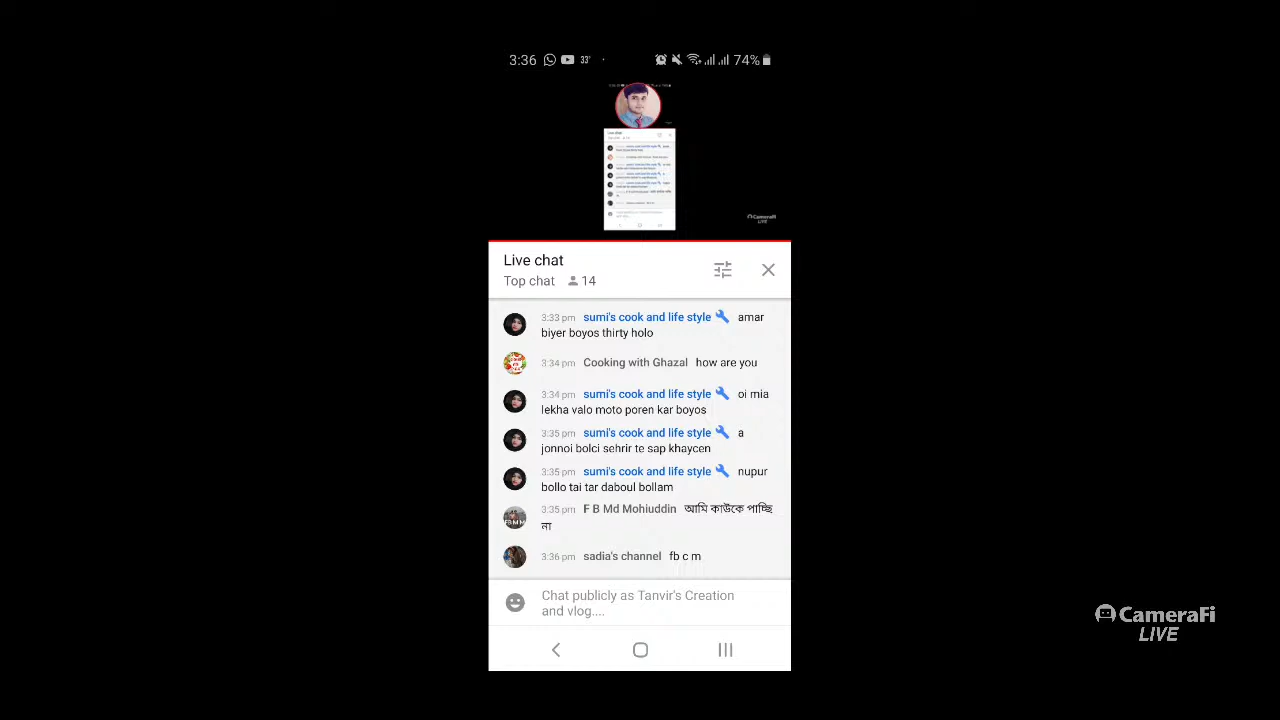 3:36 33° 74%
Live chat
Top chat 14
3:33 pm sumi's cook and life style amar
biyer boyos thirty holo
3:34 pm Cooking with Ghazal how are you
3:34 pm sumi's cook and life style oi mia
lekha valo moto poren kar boyos
3:35 pm sumi's cook and life style a
jonnoi bolci sehrir te sap khaycen
3:35 pm sumi's cook and life style nupur
bollo tai tar daboul bollam
3:35 pm F B Md Mohiuddin আমি কাউকে পাচ্ছি
না
3:36 pm sadia's channel fb c m
Chat publicly as Tanvir's Creation
and vlog....
CameraFi
LIVE
CameraFi
LIVE